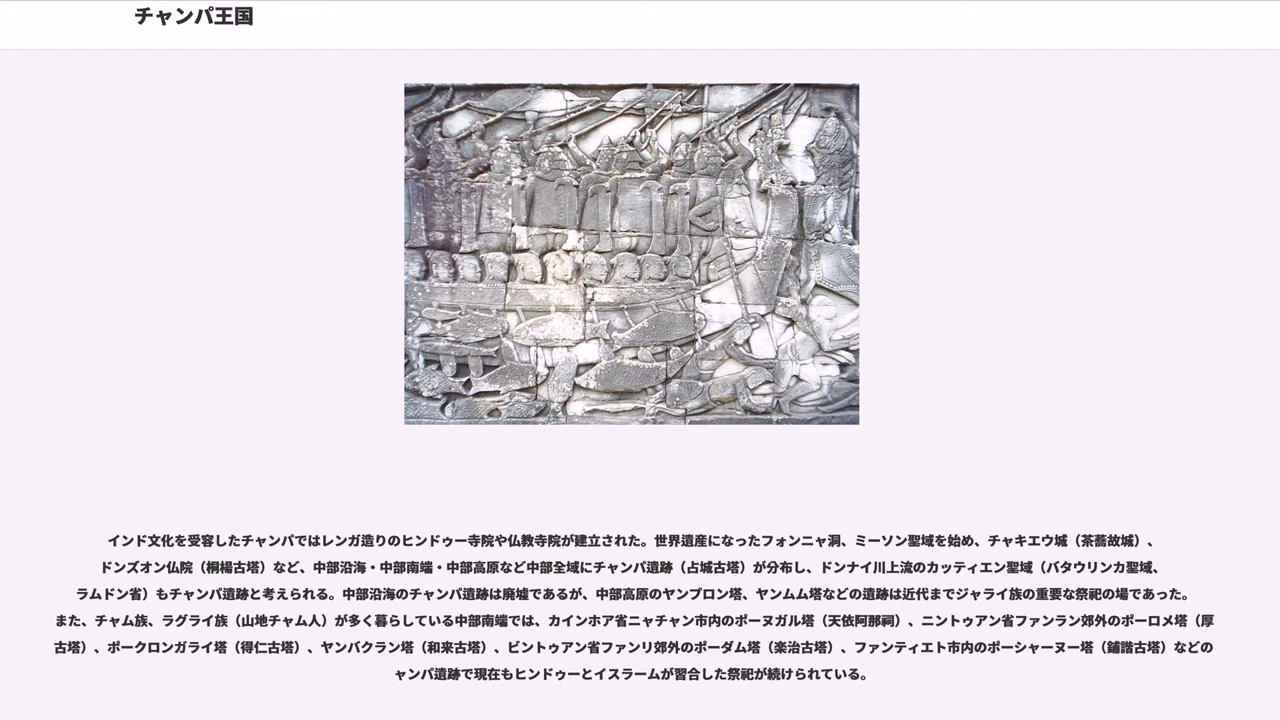 チャンパ王国
インド文化を受容したチャンパではレンガ造りのヒンドゥー寺院や仏教寺院が建立された。世界遺産になったフォンニャ洞、ミーソン聖域を始め、チャキエウ城（茶蕎故城）、
ドンズオン仏院（桐楊古塔）など、中部沿海・中部南端・中部高原など中部全域にチャンパ遺跡（占城古塔）が分布し、ドンナイ川上流のカッティエン聖域（バタウリンカ聖域、
ラムドン省）もチャンパ遺跡と考えられる。中部沿海のチャンパ遺跡は廃墟であるが、中部高原のヤンプロン塔、ヤンムム塔などの遺跡は近代までジャライ族の重要な祭祀の場であった。
また、チャム族、ラグライ族（山地チャム人）が多く暮らしている中部南端では、カインホア省ニャチャン市内のポーヌガル塔（天依阿那祠）、ニントゥアン省ファンラン郊外のポーロメ塔（厚
古塔）、ポークロンガライ塔（得仁古塔）、ヤンバクラン塔（和来古塔）、ビントゥアン省ファンリ郊外のポーダム塔（楽治古塔）、ファンティエト市内のポーシャーヌー塔（鋪諧古塔）などの
ャンパ遺跡で現在もヒンドゥーとイスラームが習合した祭祀が続けられている。